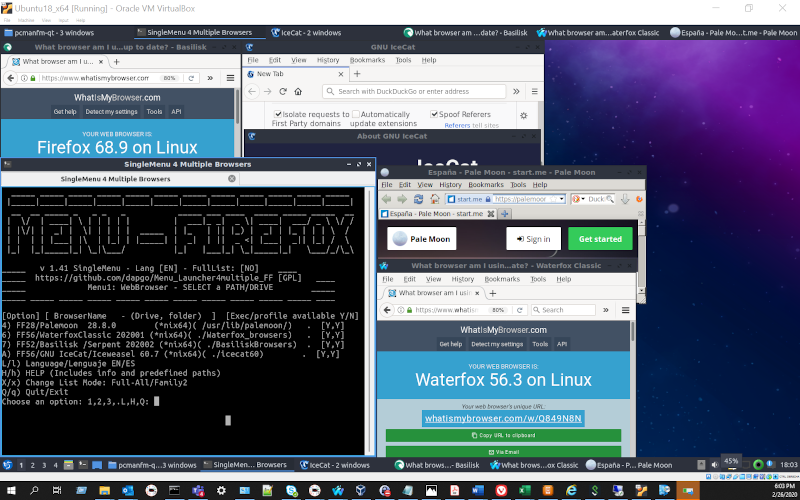 Ubuntu18_x64 [Running] - Oracle VM VirtualBox
File Machine View Input Help
pcmanfm-qt - 3 windows
SingleMenu 4 Multiple Browsers
IceCat - 2 windows
What browser am I ...date? - Basilisk
What browser am I...aterfox Classic
España - Pale Mo...t.me - Pale Moon
What browser am I u...up to date? - Basilisk
What browser am I u...
https://www.whatismybrowser.com
80%
WhatIsMyBrowser.com
Get help Detect my settings Tools API
YOUR WEB BROWSER IS:
Firefox 68.9 on Linux
GNU IceCat
File Edit View History Bookmarks Tools Help
New Tab
Search with DuckDuckGo or enter address
Isolate requests to First Party domains
Automatically update extensions
Spoof Referers
Referers tell sites
About GNU IceCat
IceCat
SingleMenu 4 Multiple Browsers
SingleMenu 4 Multiple Browsers
MENU - FIREFOX
v 1.41 SingleMenu - Lang [EN] - FullList: [NO]
https://github.com/dapgo/Menu_Launcher4multiple_FF [GPL]
Menu1: WebBrowser - SELECT a PATH/DRIVE
[Option] [ BrowserName - (Drive, folder) ] [Exec/profile available Y/N]
4) FF28/Palemoon 28.8.0 (*nix64)( /usr/lib/palemoon/) . [Y,Y]
6) FF56/WaterfoxClassic 202001 (*nix64)( ./Waterfox_browsers) . [Y,Y]
7) FF52/Basilisk /Serpent 202002 (*nix64)( ./BasiliskBrowsers) . [Y,Y]
A) FF56/GNU IceCat/Iceweasel 60.7 (*nix64)( ./icecat60) . [Y,Y]
L/l) Language/Lenguaje EN/ES
H/h) HELP (Includes info and predefined paths)
X/x) Change List Mode: Full-All/Family2
Q/q) Quit/Exit
Choose an option: 1,2,3,.L,H,Q:
España - Pale Moon - start.me - Pale Moon
File Edit View History Bookmarks Tools Help
start.me
https://palemoor
Duck
España - Pale Moon - start.me
Pale Moon
Sign in
Get started
What browser am I usin...ate? - Waterfox Classic
File Edit View History Bookmarks Tools Help
What browser am I usin
https://www.whatism
80%
Search
WhatIsMyBrowser.com
Get help Detect my settings Tools API
YOUR WEB BROWSER IS:
Waterfox 56.3 on Linux
Your web browser's unique URL:
whatismybrowser.com/w/Q849N8N
Copy URL to clipboard
Via Email
1 2 3 4
pcmanfm-q... 3 windows
SingleMen... Browsers
IceCat - 2 windows
What brows... - Basilisk
What brows...ox Classic
España - P... Pale Moon
45%
18:03
6:03 PM
2/26/202